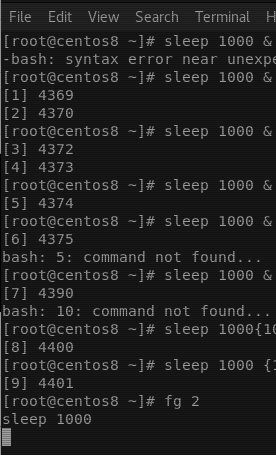 File Edit View Search Terminal
[root@centos8 ~]# sleep 1000 &
-bash: syntax error near
[root@centos8 ~]# sleep 1000 &
[1] 4369
[2] 4370
[root@centos8 ~]# sleep 1000 &
[3] 4372
[4] 4373
[root@centos8 ~]# sleep 1000 &
[5] 4374
[root@centos8 ~]# sleep 1000 &
[6] 4375
bash: 5: command not found...
[root@centos8 ~]# sleep 1000 &
[7] 4390
bash: 10: command not found...
[root@centos8 ~]# sleep 1000{10
[8] 4400
[root@centos8 ~]# sleep 1000 {1
[9] 4401
[root@centos8 ~]# fg 2
sleep 1000